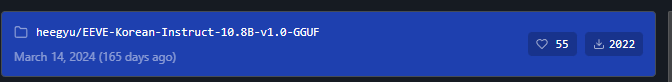 heegyu/EEVE-Korean-Instruct-10.8B-v1.0-GGUF
55
2022
March 14, 2024 (165 days ago)